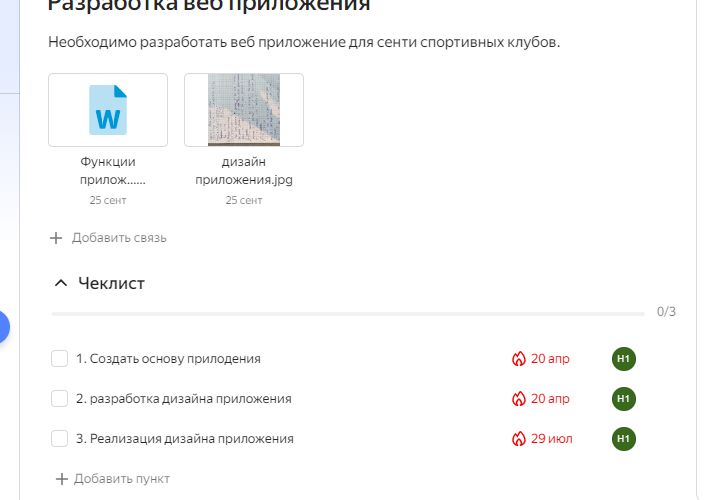 Разработка веб приложения
Необходимо разработать веб приложение для сенти спортивных клубов.
W
Функции
прилож......
25 сент
дизайн
приложения.jpg
25 сент
Добавить связь
Чеклист
0/3
1. Создать основу прилодения
20 апр
Н1
2. разработка дизайна приложения
20 апр
Н1
3. Реализация дизайна приложения
29 июл
Н1
Добавить пункт